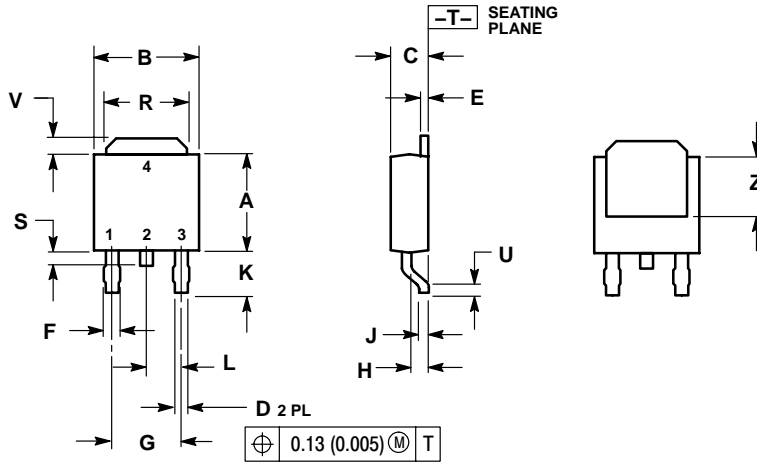 –T– SEATING
PLANE
B
C
V
R
E
4
Z
A
S
1 2 3
U
K
F
J
L
H
D 2 PL
G
⌖ 0.13 (0.005) Ⓜ T